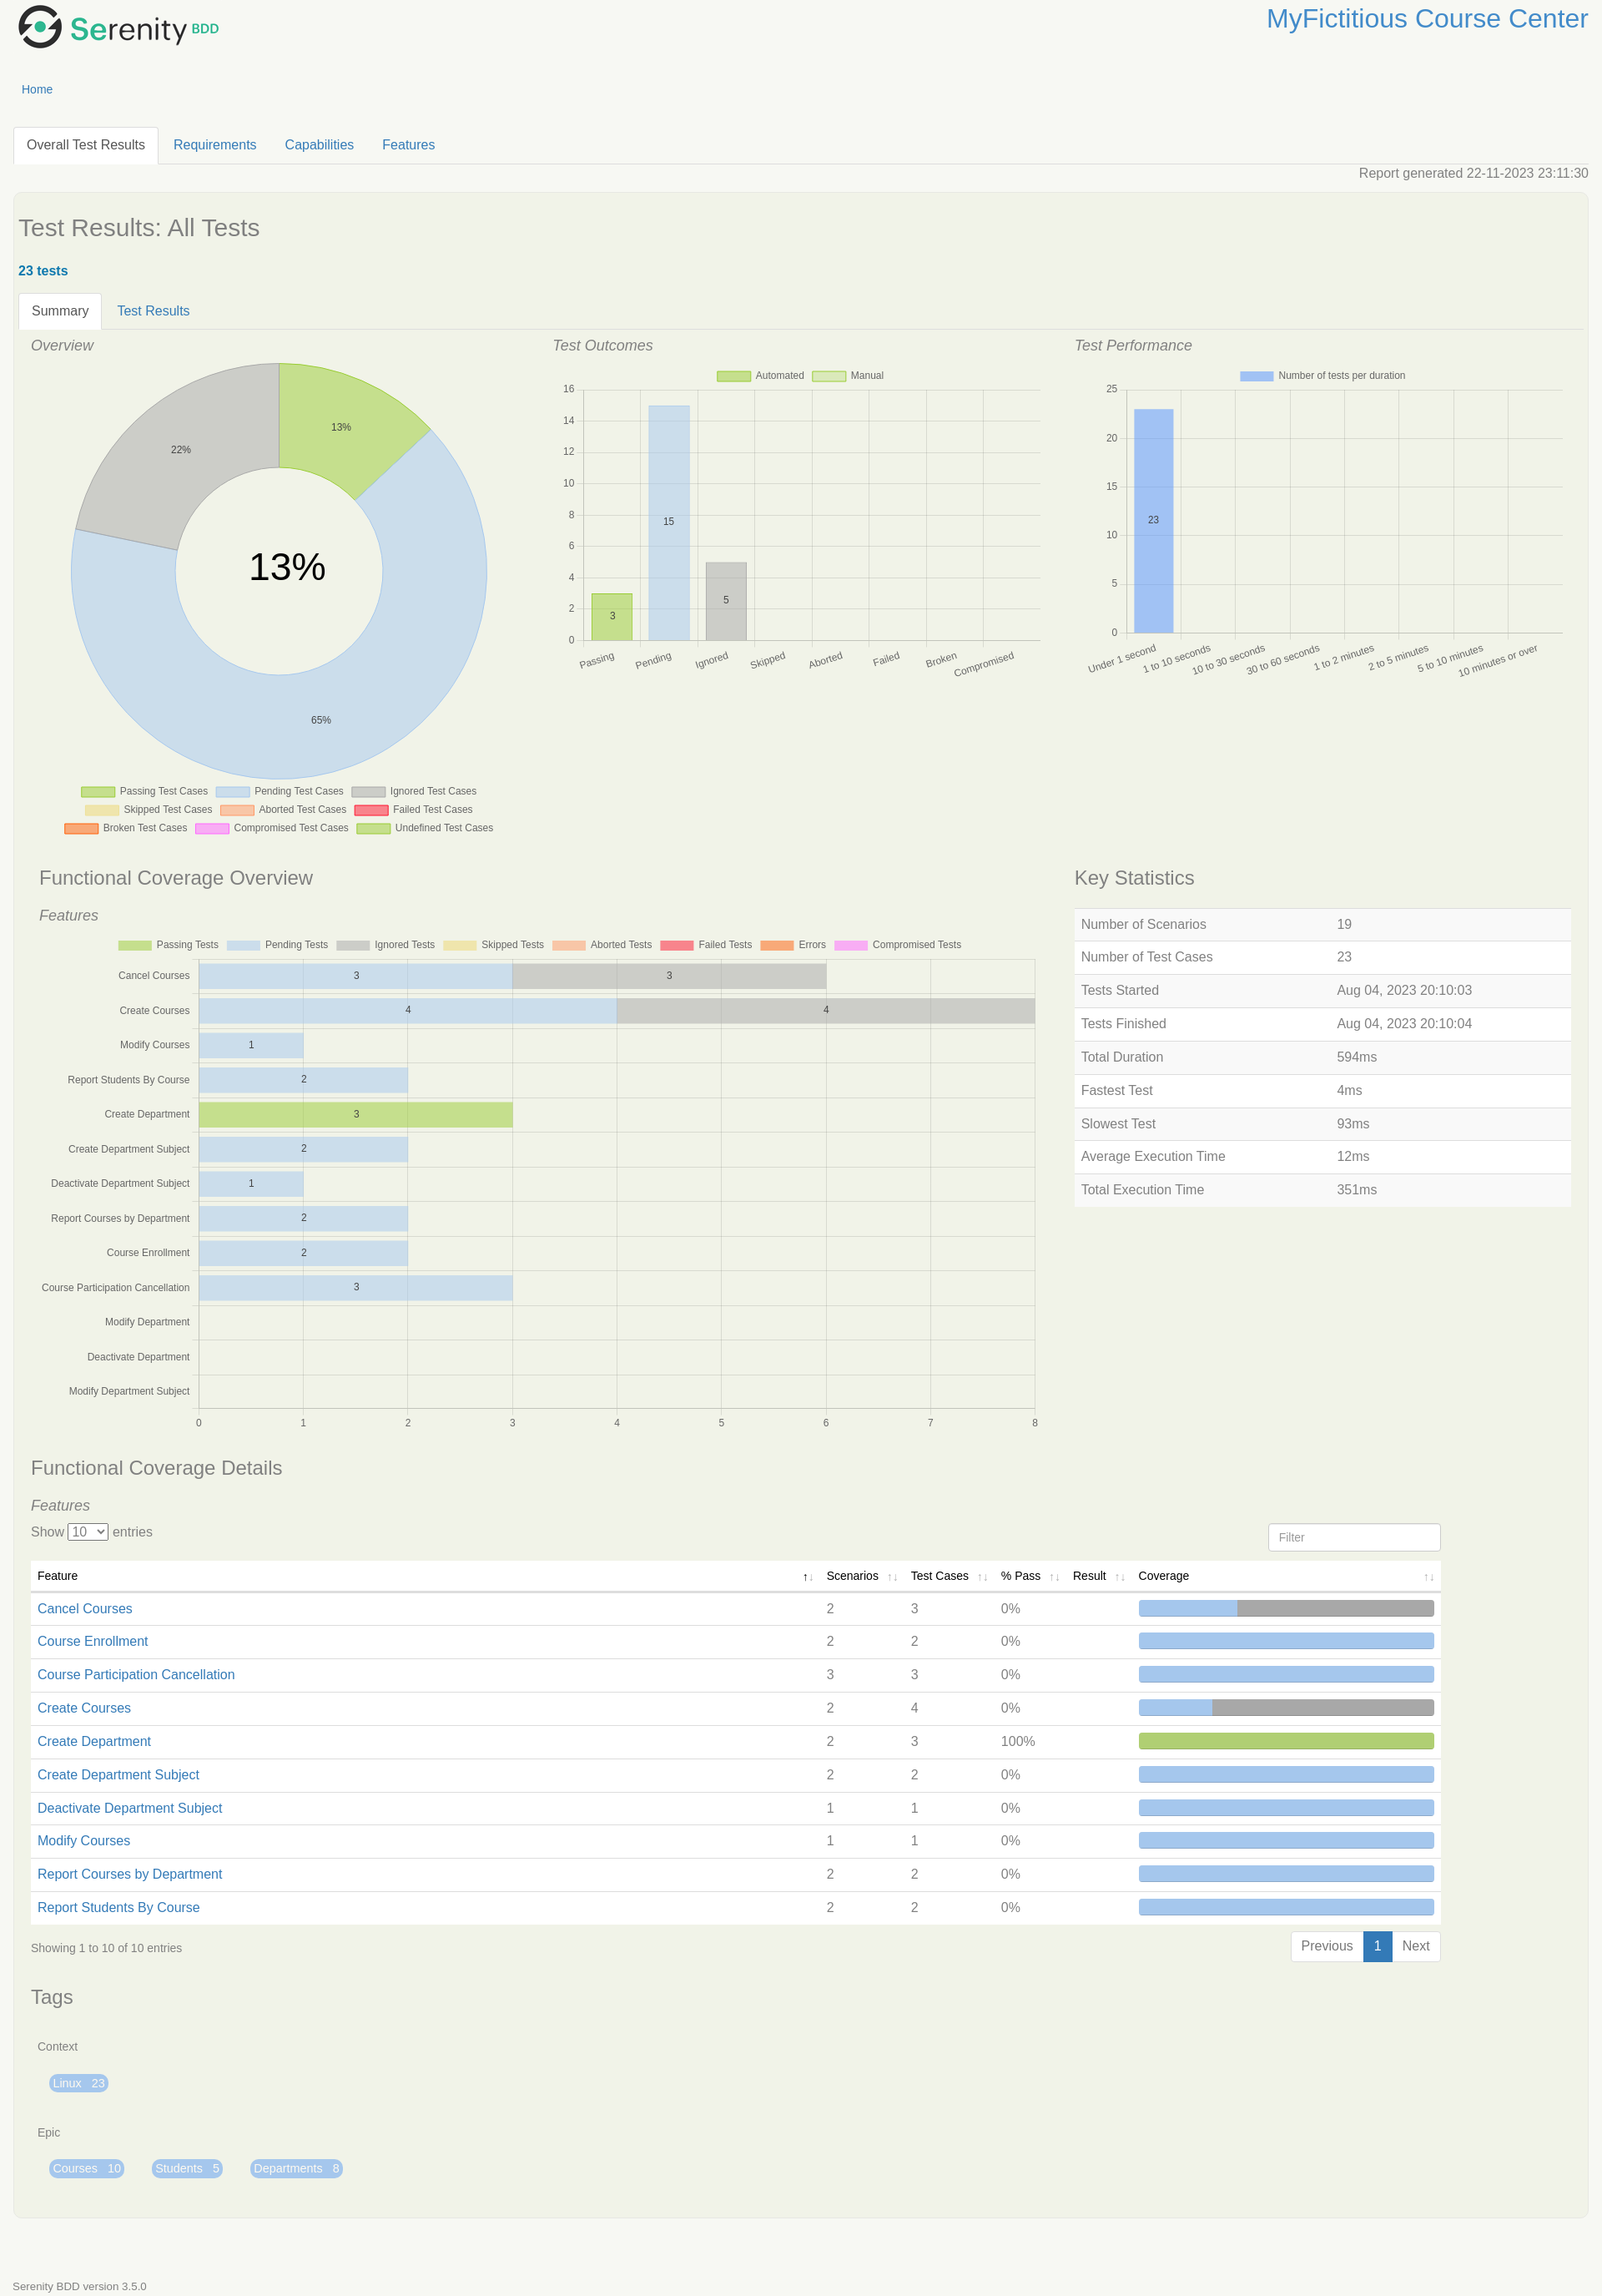 Serenity BDD
MyFictitious Course Center
Home
Overall Test Results Requirements Capabilities Features
Report generated 22-11-2023 23:11:30
Test Results: All Tests
23 tests
Summary Test Results
Overview
13%
22%
13%
65%
Passing Test Cases Pending Test Cases Ignored Test Cases
Skipped Test Cases Aborted Test Cases Failed Test Cases
Broken Test Cases Compromised Test Cases Undefined Test Cases
Test Outcomes
Automated Manual
16
14
12
10
8
6
4
2
0
3
15
5
Passing Pending Ignored Skipped Aborted Failed Broken Compromised
Test Performance
Number of tests per duration
25
20
15
10
5
0
23
Under 1 second 1 to 10 seconds 10 to 30 seconds 30 to 60 seconds 1 to 2 minutes 2 to 5 minutes 5 to 10 minutes 10 minutes or over
Functional Coverage Overview
Features
Passing Tests Pending Tests Ignored Tests Skipped Tests Aborted Tests Failed Tests Errors Compromised Tests
Cancel Courses 3 3
Create Courses 4 4
Modify Courses 1
Report Students By Course 2
Create Department 3
Create Department Subject 2
Deactivate Department Subject 1
Report Courses by Department 2
Course Enrollment 2
Course Participation Cancellation 3
Modify Department
Deactivate Department
Modify Department Subject
0 1 2 3 4 5 6 7 8
Key Statistics
Number of Scenarios 19
Number of Test Cases 23
Tests Started Aug 04, 2023 20:10:03
Tests Finished Aug 04, 2023 20:10:04
Total Duration 594ms
Fastest Test 4ms
Slowest Test 93ms
Average Execution Time 12ms
Total Execution Time 351ms
Functional Coverage Details
Features
Show 10 entries
Filter
Feature ↑↓ Scenarios ↑↓ Test Cases ↑↓ % Pass ↑↓ Result ↑↓ Coverage ↑↓
Cancel Courses 2 3 0%
Course Enrollment 2 2 0%
Course Participation Cancellation 3 3 0%
Create Courses 2 4 0%
Create Department 2 3 100%
Create Department Subject 2 2 0%
Deactivate Department Subject 1 1 0%
Modify Courses 1 1 0%
Report Courses by Department 2 2 0%
Report Students By Course 2 2 0%
Showing 1 to 10 of 10 entries
Previous 1 Next
Tags
Context
Linux 23
Epic
Courses 10 Students 5 Departments 8
Serenity BDD version 3.5.0